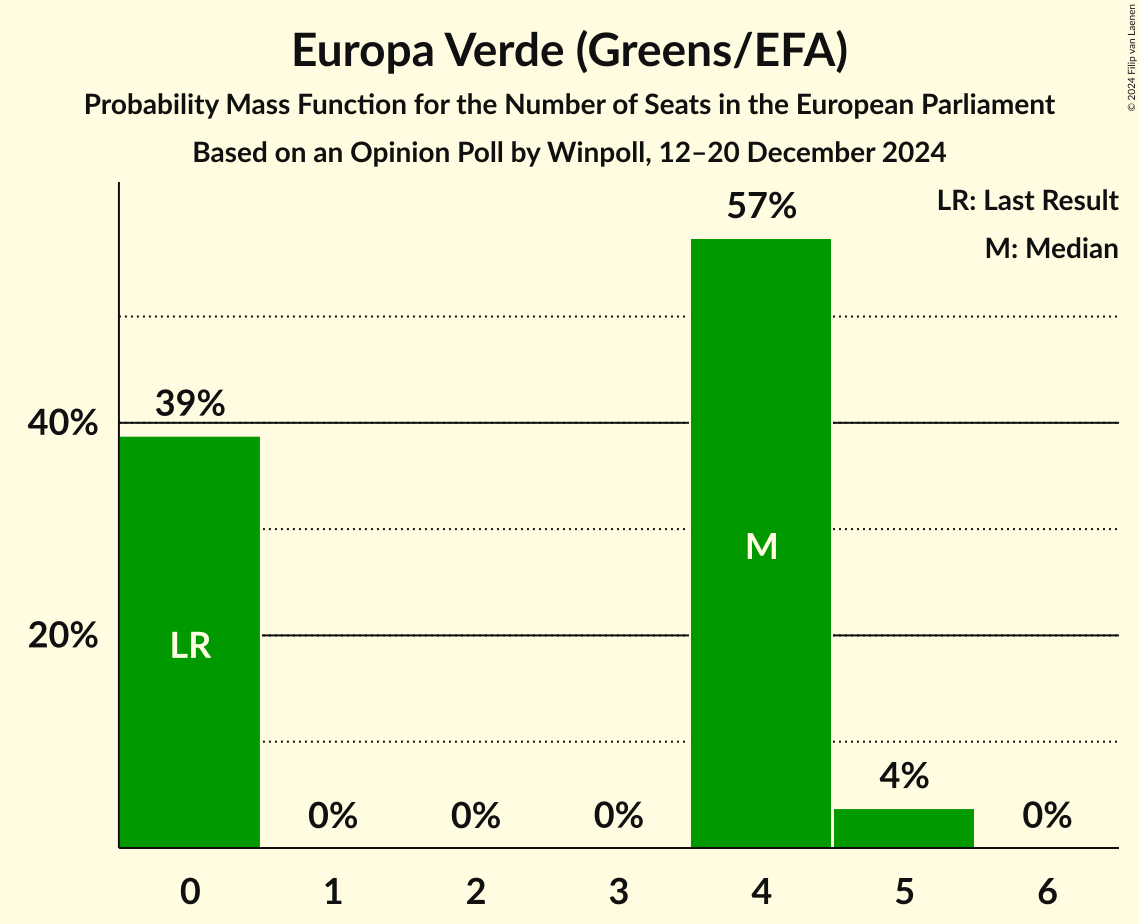 Europa Verde (Greens/EFA)
Probability Mass Function for the Number of Seats in the European Parliament
Based on an Opinion Poll by Winpoll, 12–20 December 2024
© 2024 Filip van Laenen
LR: Last Result
M: Median
57%
39%
40%
M
20%
LR
4%
0%
0%
0%
0%
0
1
2
3
4
5
6